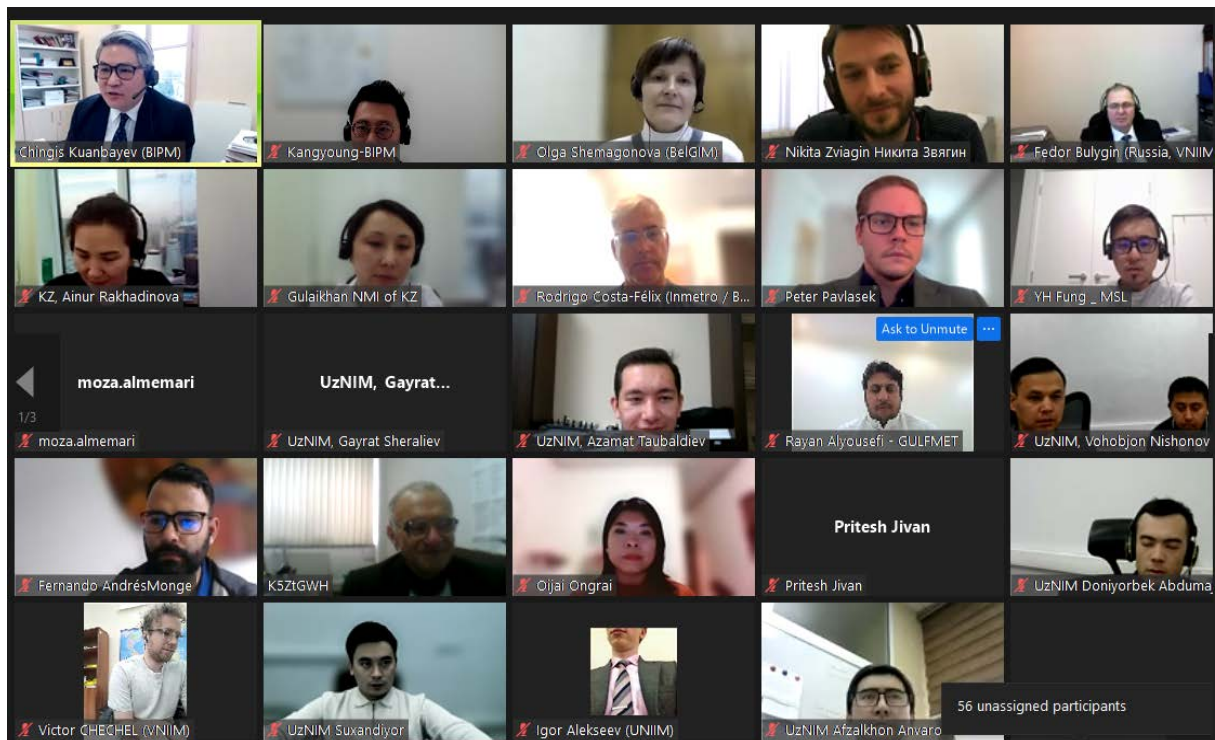 Chingis Kuanbayev (BIPM)
Kangyoung-BIPM
Olga Shemagonova (BelGIM)
Nikita Zviagin Никита Звягин
Fedor Bulygin (Russia, VNIIM
KZ, Ainur Rakhadinova
Gulaikhan NMI of KZ
Rodrigo Costa-Félix (Inmetro / B...
Peter Pavlasek
YH Fung _ MSL
1/3
moza.almemari
moza.almemari
UzNIM, Gayrat...
UzNIM, Gayrat Sheraliev
UzNIM, Azamat Taubaldiev
Ask to Unmute ...
Rayan Alyousefi - GULFMET
UzNIM, Vohobjon Nishonov
Fernando AndrésMonge
K5ZtGWH
Oijai Ongrai
Pritesh Jivan
Pritesh Jivan
UzNIM Doniyorbek Abduma
Victor CHECHEL (VNIIM)
UzNIM Suxandiyor
Igor Alekseev (UNIIM)
UzNIM Afzalkhon Anvaro
56 unassigned participants